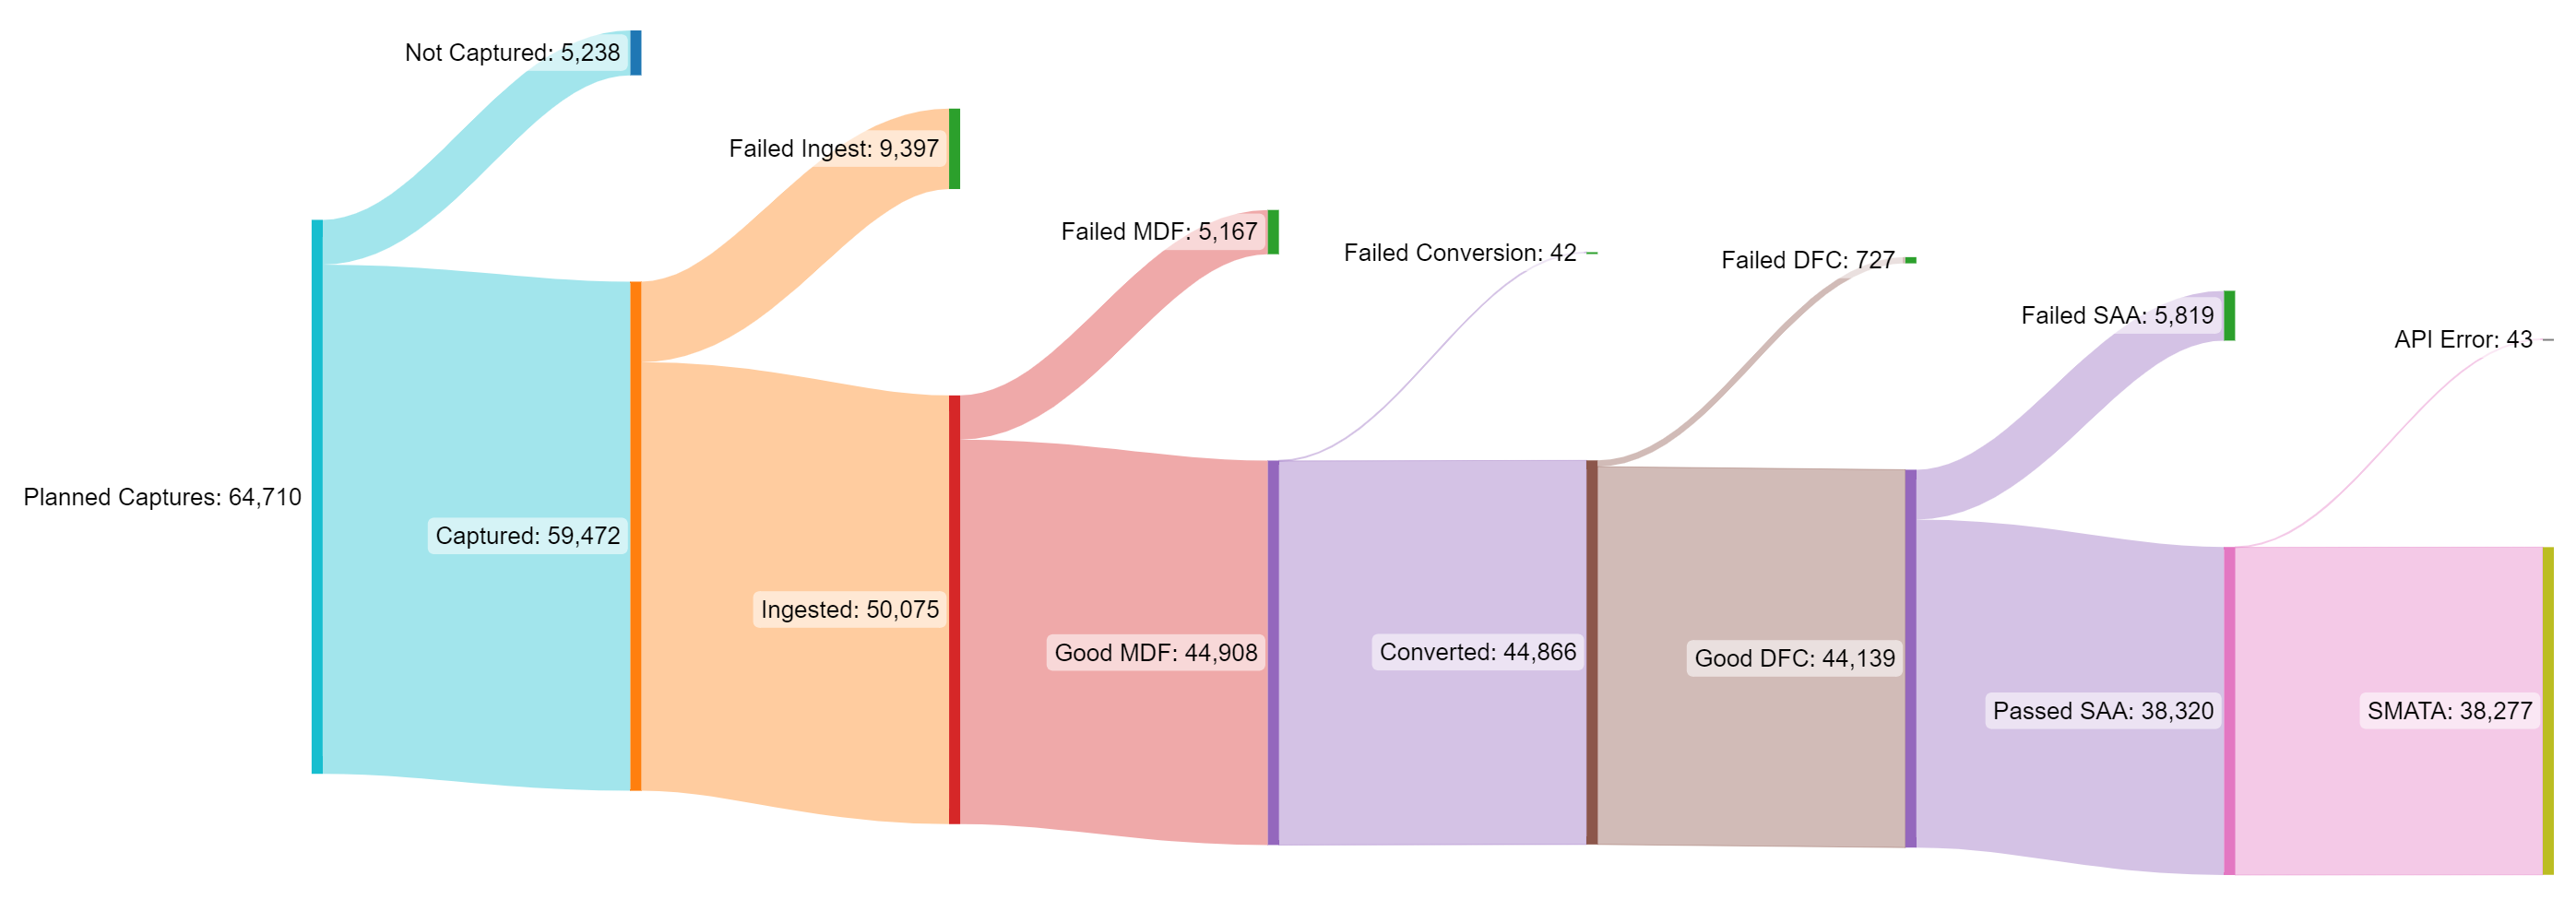 Not Captured: 5,238
Failed Ingest: 9,397
Failed MDF: 5,167
Failed Conversion: 42
Failed DFC: 727
Failed SAA: 5,819
API Error: 43
Planned Captures: 64,710
Captured: 59,472
Ingested: 50,075
Good MDF: 44,908
Converted: 44,866
Good DFC: 44,139
Passed SAA: 38,320
SMATA: 38,277